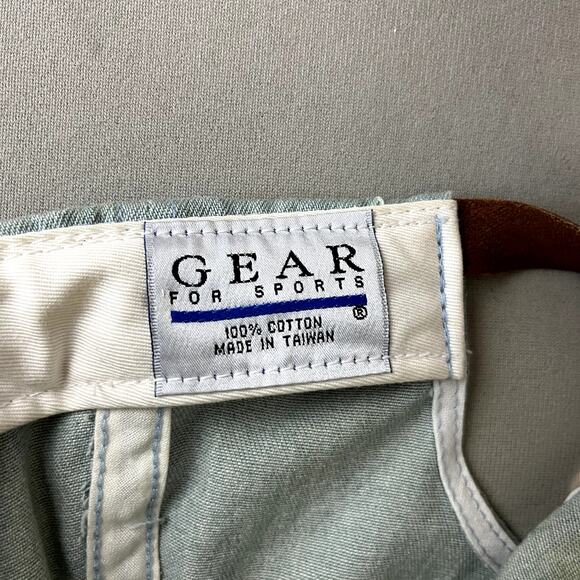 GEAR
FOR SPORTS
®
100% COTTON
MADE IN TAIWAN